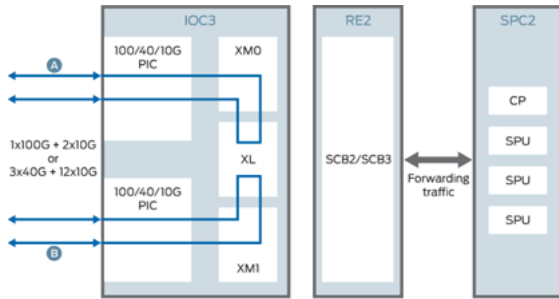 IOC3
100/40/10G
PIC
XM0
A
1x100G + 2x10G
or
3x40G + 12x10G
XL
100/40/10G
PIC
B
XM1
RE2
SCB2/SCB3
Forwarding
traffic
SPC2
CP
SPU
SPU
SPU